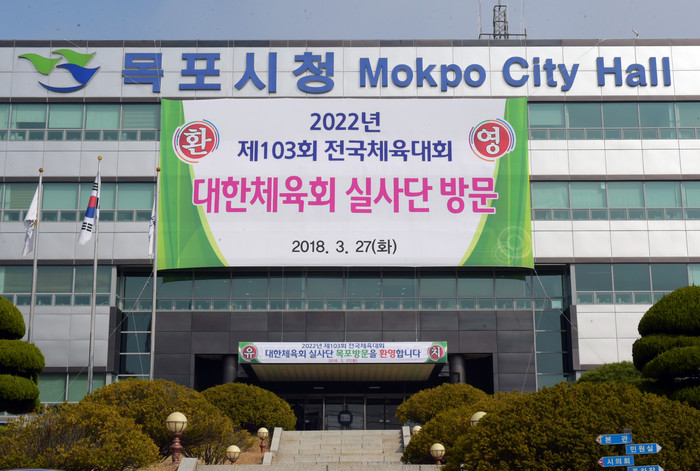 목포시청 Mokpo City Hall
환 영
2022년
제103회 전국체육대회
대한체육회 실사단 방문
2018. 3. 27(화)
유 치
2022년 제103회 전국체육대회
대한체육회 실사단 목포방문을 환영합니다
2018. 3. 27(화)
본관
민원실
시의회